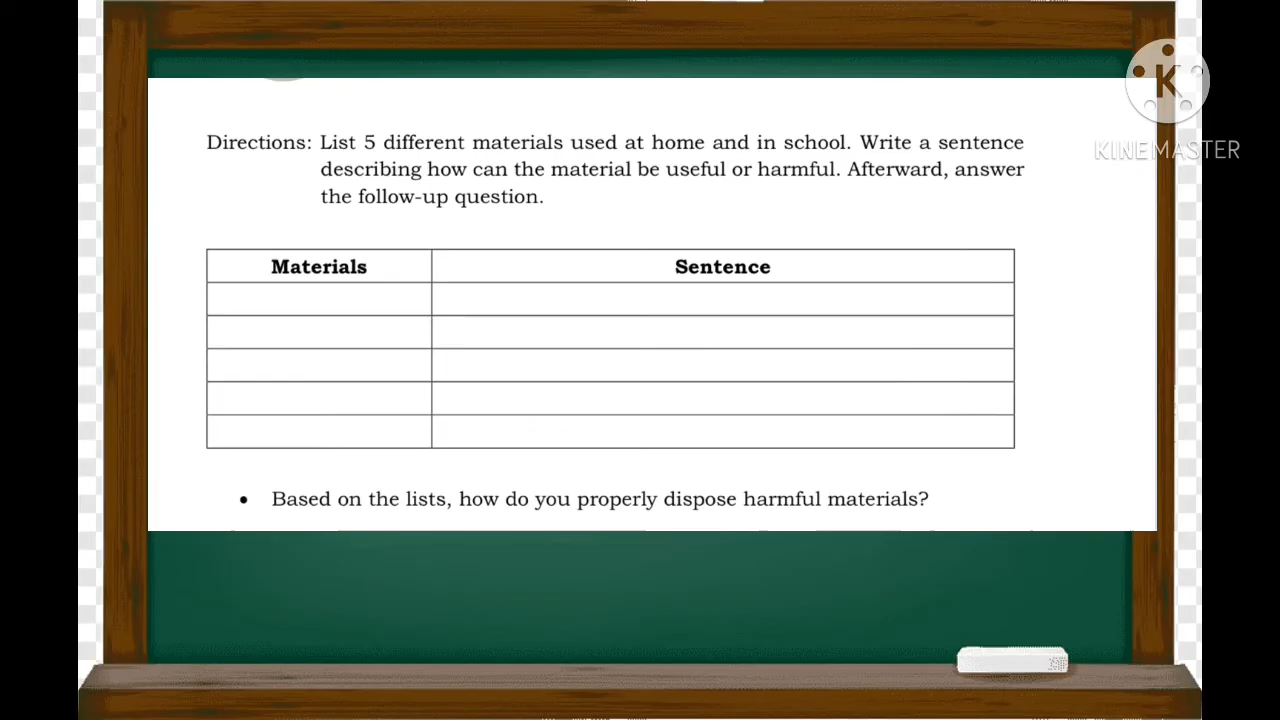 K
KINEMASTER
Directions: List 5 different materials used at home and in school. Write a sentence
describing how can the material be useful or harmful. Afterward, answer
the follow-up question.
Materials Sentence
• Based on the lists, how do you properly dispose harmful materials?